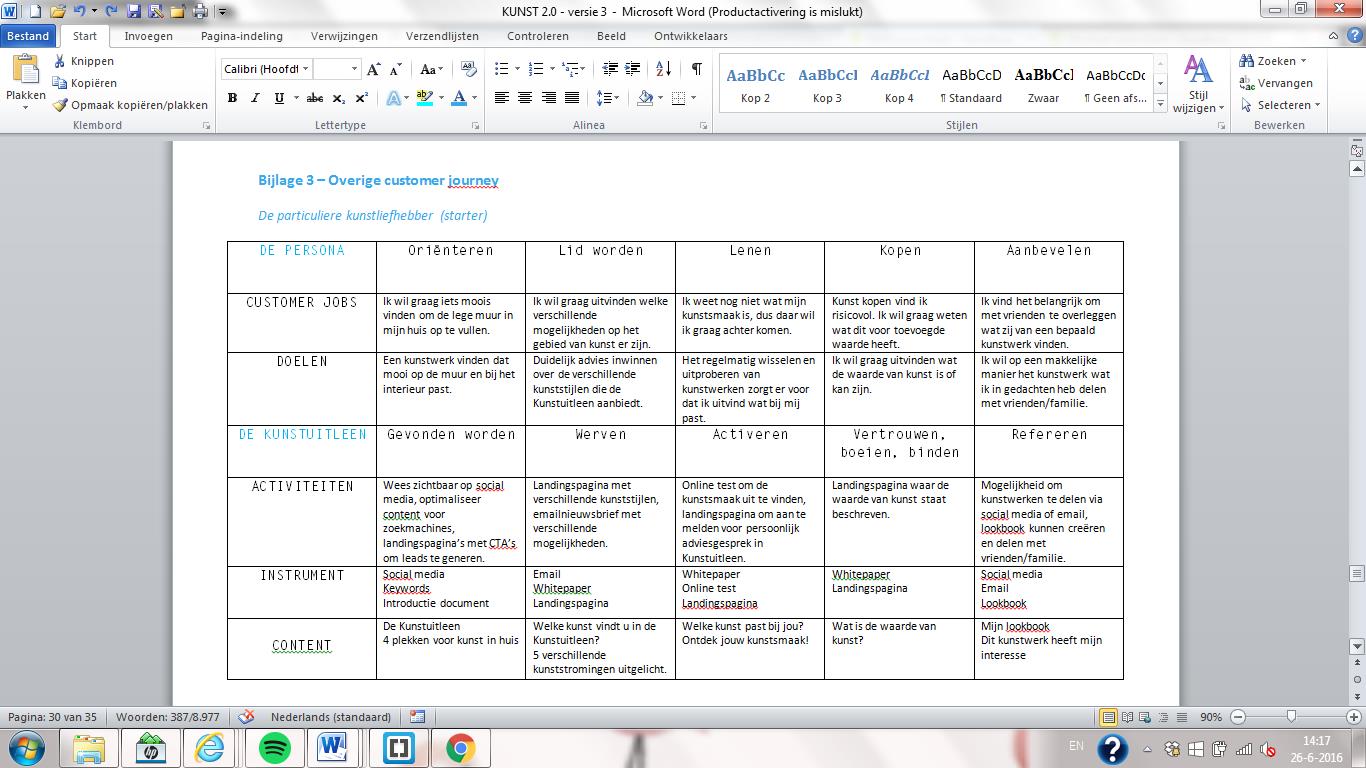 KUNST 2.0 - versie 3 - Microsoft Word (Productactivering is mislukt)
Bestand Start Invoegen Pagina-indeling Verwijzingen Verzendlijsten Controleren Beeld Ontwikkelaars
Plakken
Knippen
Kopiëren
Opmaak kopiëren/plakken
Klembord
Calibri (Hoofdt
Lettertype
Alinea
AaBbCc AaBbCcI AaBbCcI AaBbCcD AaBbCcI AaBbCcDc
Kop 2 Kop 3 Kop 4 ¶ Standaard Zwaar ¶ Geen afs...
Stijlen
Stijl
wijzigen
Zoeken
Vervangen
Selecteren
Bewerken
Bijlage 3 – Overige customer journey
De particuliere kunstliefhebber (starter)
DE PERSONA
Oriënteren
Lid worden
Lenen
Kopen
Aanbevelen
CUSTOMER JOBS
Ik wil graag iets moois
vinden om de lege muur in
mijn huis op te vullen.
Ik wil graag uitvinden welke
verschillende
mogelijkheden op het
gebied van kunst er zijn.
Ik weet nog niet wat mijn
kunstsmaak is, dus daar wil
ik graag achter komen.
Kunst kopen vind ik
risicovol. Ik wil graag weten
wat dit voor toevoegde
waarde heeft.
Ik vind het belangrijk om
met vrienden te overleggen
wat zij van een bepaald
kunstwerk vinden.
DOELEN
Een kunstwerk vinden dat
mooi op de muur en bij het
interieur past.
Duidelijk advies inwinnen
over de verschillende
kunststijlen die de
Kunstuitleen aanbiedt.
Het regelmatig wisselen en
uitproberen van
kunstwerken zorgt er voor
dat ik uitvind wat bij mij
past.
Ik wil graag uitvinden wat
de waarde van kunst is of
kan zijn.
Ik wil op een makkelijke
manier het kunstwerk wat
ik in gedachten heb delen
met vrienden/familie.
DE KUNSTUITLEEN
Gevonden worden
Werven
Activeren
Vertrouwen,
boeien, binden
Refereren
ACTIVITEITEN
Wees zichtbaar op social
media, optimaliseer
content voor
zoekmachines,
landingspagina's met CTA's
om leads te generen.
Landingspagina met
verschillende kunststijlen,
emailnieuwsbrief met
verschillende
mogelijkheden.
Online test om de
kunstsmaak uit te vinden,
landingspagina om aan te
melden voor persoonlijk
adviesgesprek in
Kunstuitleen.
Landingspagina waar de
waarde van kunst staat
beschreven.
Mogelijkheid om
kunstwerken te delen via
social media of email,
lookbook kunnen creëren
en delen met
vrienden/familie.
INSTRUMENT
Social media
Keywords
Introductie document
Email
Whitepaper
Landingspagina
Whitepaper
Online test
Landingspagina
Whitepaper
Landingspagina
Social media
Email
Lookbook
CONTENT
De Kunstuitleen
4 plekken voor kunst in huis
Welke kunst vindt u in de
Kunstuitleen?
5 verschillende
kunststromingen uitgelicht.
Welke kunst past bij jou?
Ontdek jouw kunstsmaak!
Wat is de waarde van
kunst?
Mijn lookbook
Dit kunstwerk heeft mijn
interesse
Pagina: 30 van 35 Woorden: 387/8.977 Nederlands (standaard) 90%
EN
14:17
26-6-2016